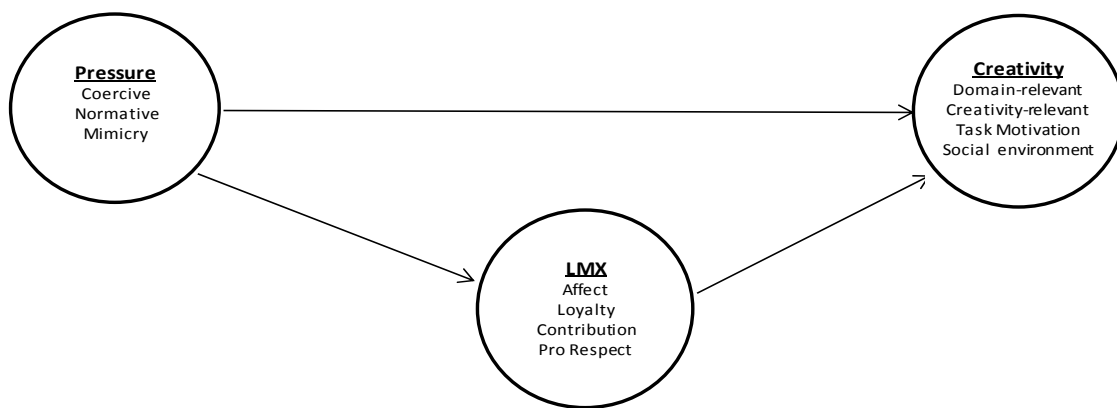 Pressure
Coercive
Normative
Mimicry
Creativity
Domain-relevant
Creativity-relevant
Task Motivation
Social environment
LMX
Affect
Loyalty
Contribution
Pro Respect